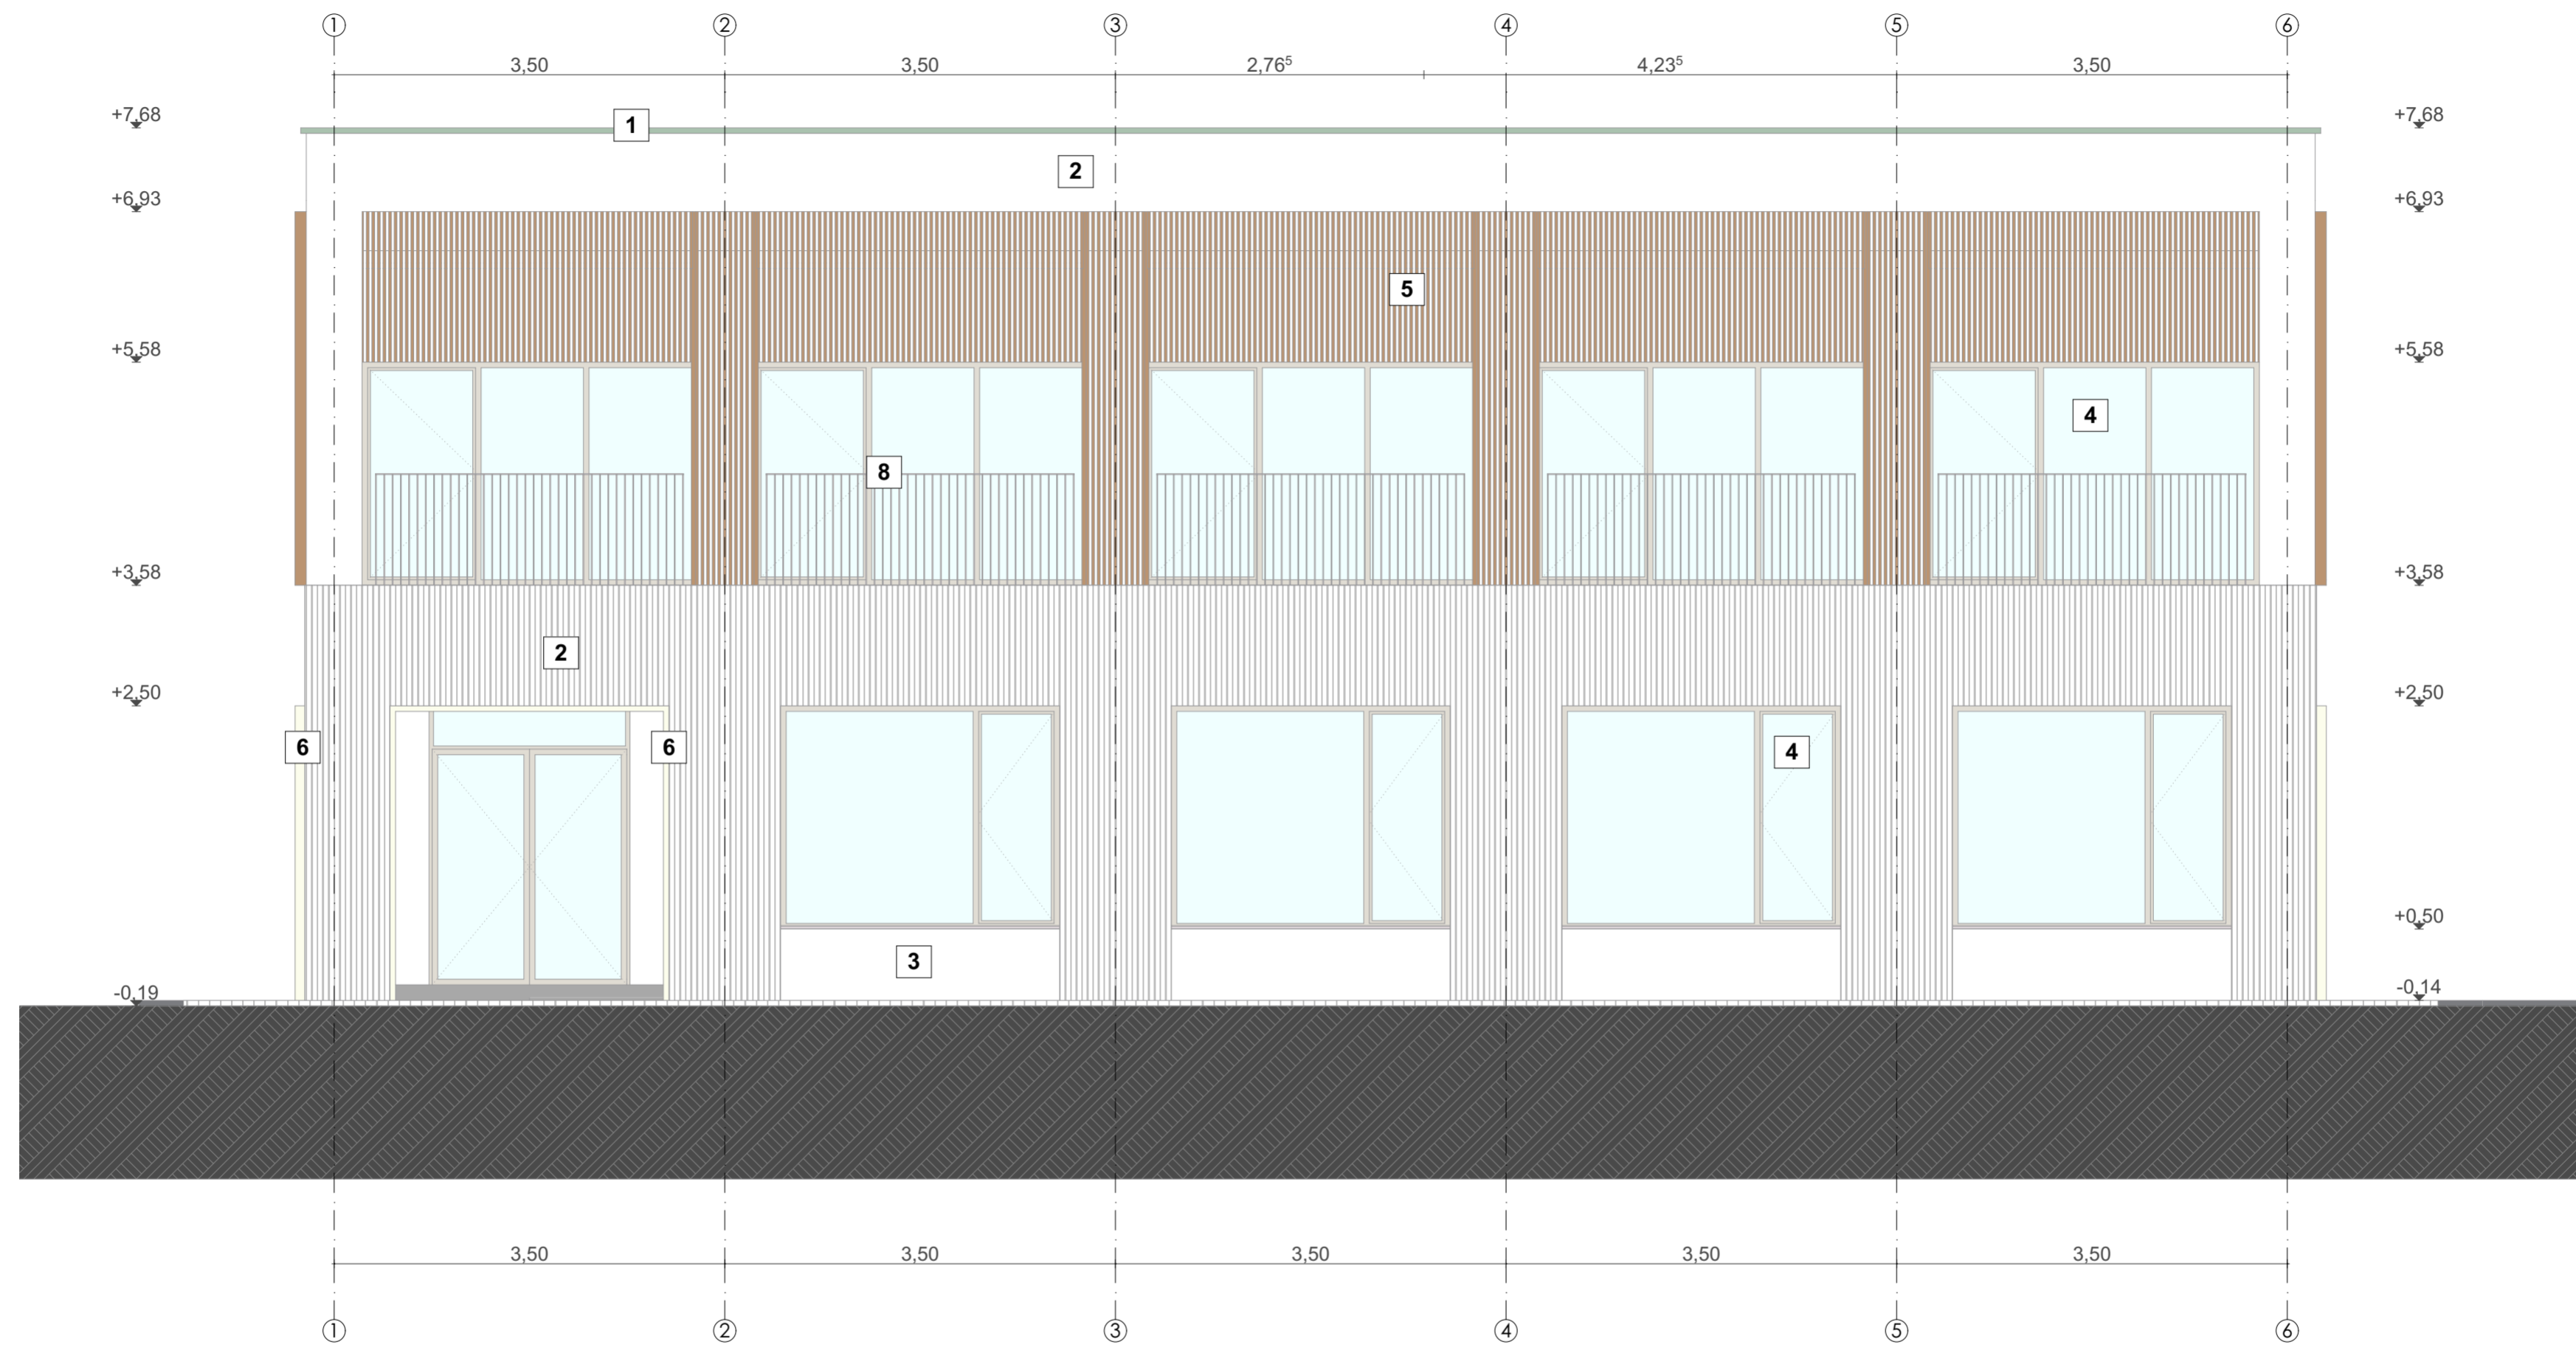 1 2 3 4 5 6
3,50 3,50 2,76⁵ 4,23⁵ 3,50
+7,68 +7,68
1
2
+6,93 +6,93
5
+5,58 +5,58
4
8
+3,58 +3,58
2
+2,50 +2,50
6 6 4
+0,50
3
-0,19 -0,14
3,50 3,50 3,50 3,50 3,50
1 2 3 4 5 6